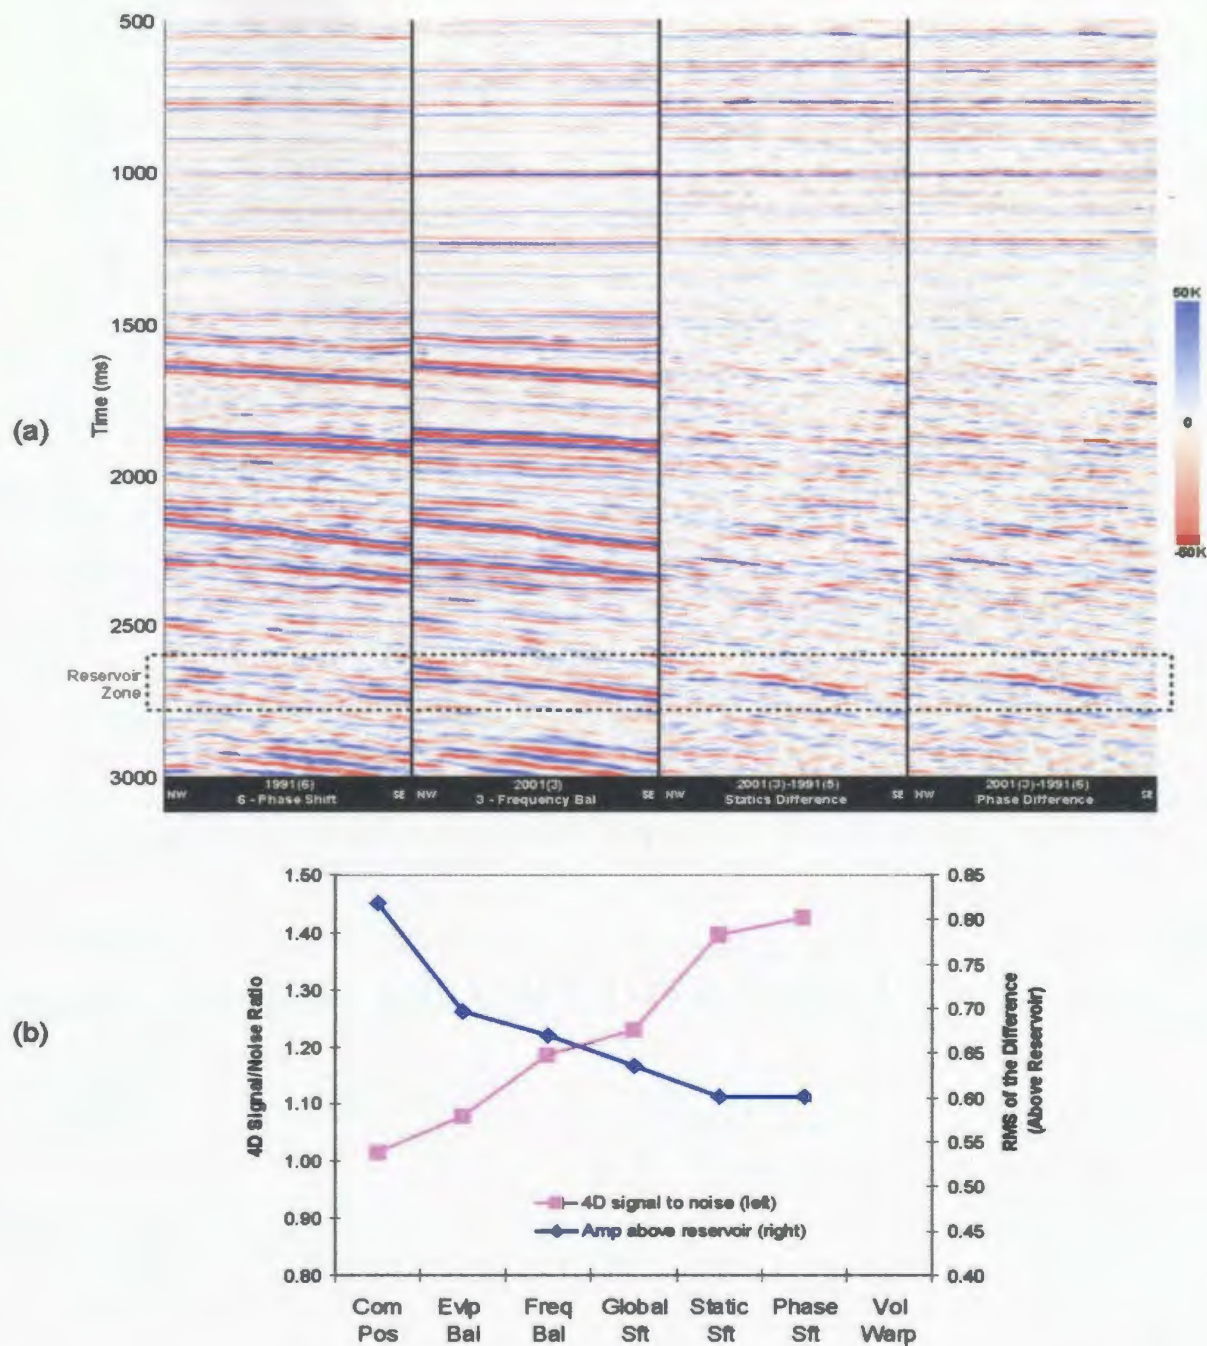 (a)
Time (ms)
500
1000
1500
2000
2500
3000
Reservoir
Zone
50K
0
-50K
1991(6)
NW 6 - Phase Shift SE
2001(3)
NW 3 - Frequency Bal SE
2001(3)-1991(5)
NW Statics Difference SE
2001(3)-1991(6)
NW Phase Difference SE
(b)
4D Signal/Noise Ratio
1.50
1.40
1.30
1.20
1.10
1.00
0.90
0.80
0.85
0.80
0.75
0.70
0.65
0.60
0.55
0.50
0.45
0.40
RMS of the Difference
(Above Reservoir)
4D signal to noise (left)
Amp above reservoir (right)
Com Evlp Freq Global Static Phase Vol
Pos Bal Bal Sft Sft Sft Warp